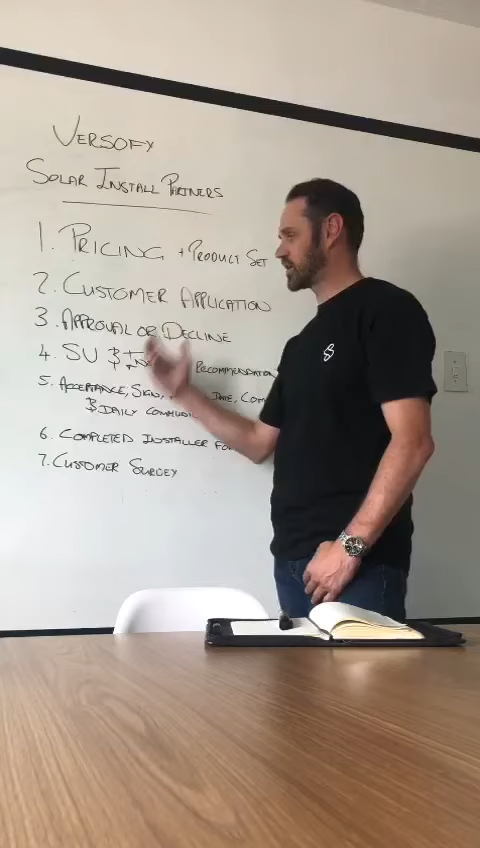 VERSOFY
SOLAR INSTALL PARTNERS
1. PRICING + PRODUCT SET
2. CUSTOMER APPLICATION
3. APPROVAL OR DECLINE
4. SU $ RECOMMENDATION
5. ACCEPTANCE, SIGN,
$ DAILY
6. COMPLETED INSTALLER
7. CUSTOMER SURVEY